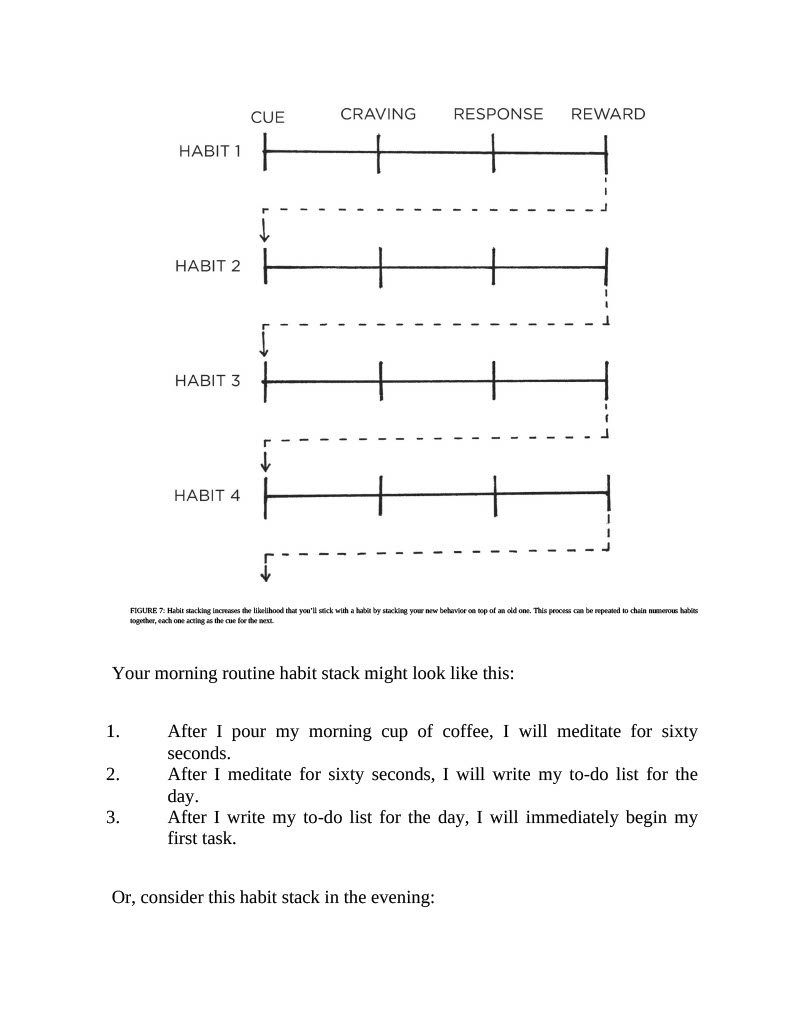 CUE CRAVING RESPONSE REWARD
HABIT 1
HABIT 2
HABIT 3
HABIT 4
FIGURE 7: Habit stacking increases the likelihood that you'll stick with a habit by stacking your new behavior on top of an old one. This process can be repeated to chain numerous habits
together, each one acting as the cue for the next.
Your morning routine habit stack might look like this:
1. After I pour my morning cup of coffee, I will meditate for sixty
seconds.
2. After I meditate for sixty seconds, I will write my to-do list for the
day.
3. After I write my to-do list for the day, I will immediately begin my
first task.
Or, consider this habit stack in the evening: